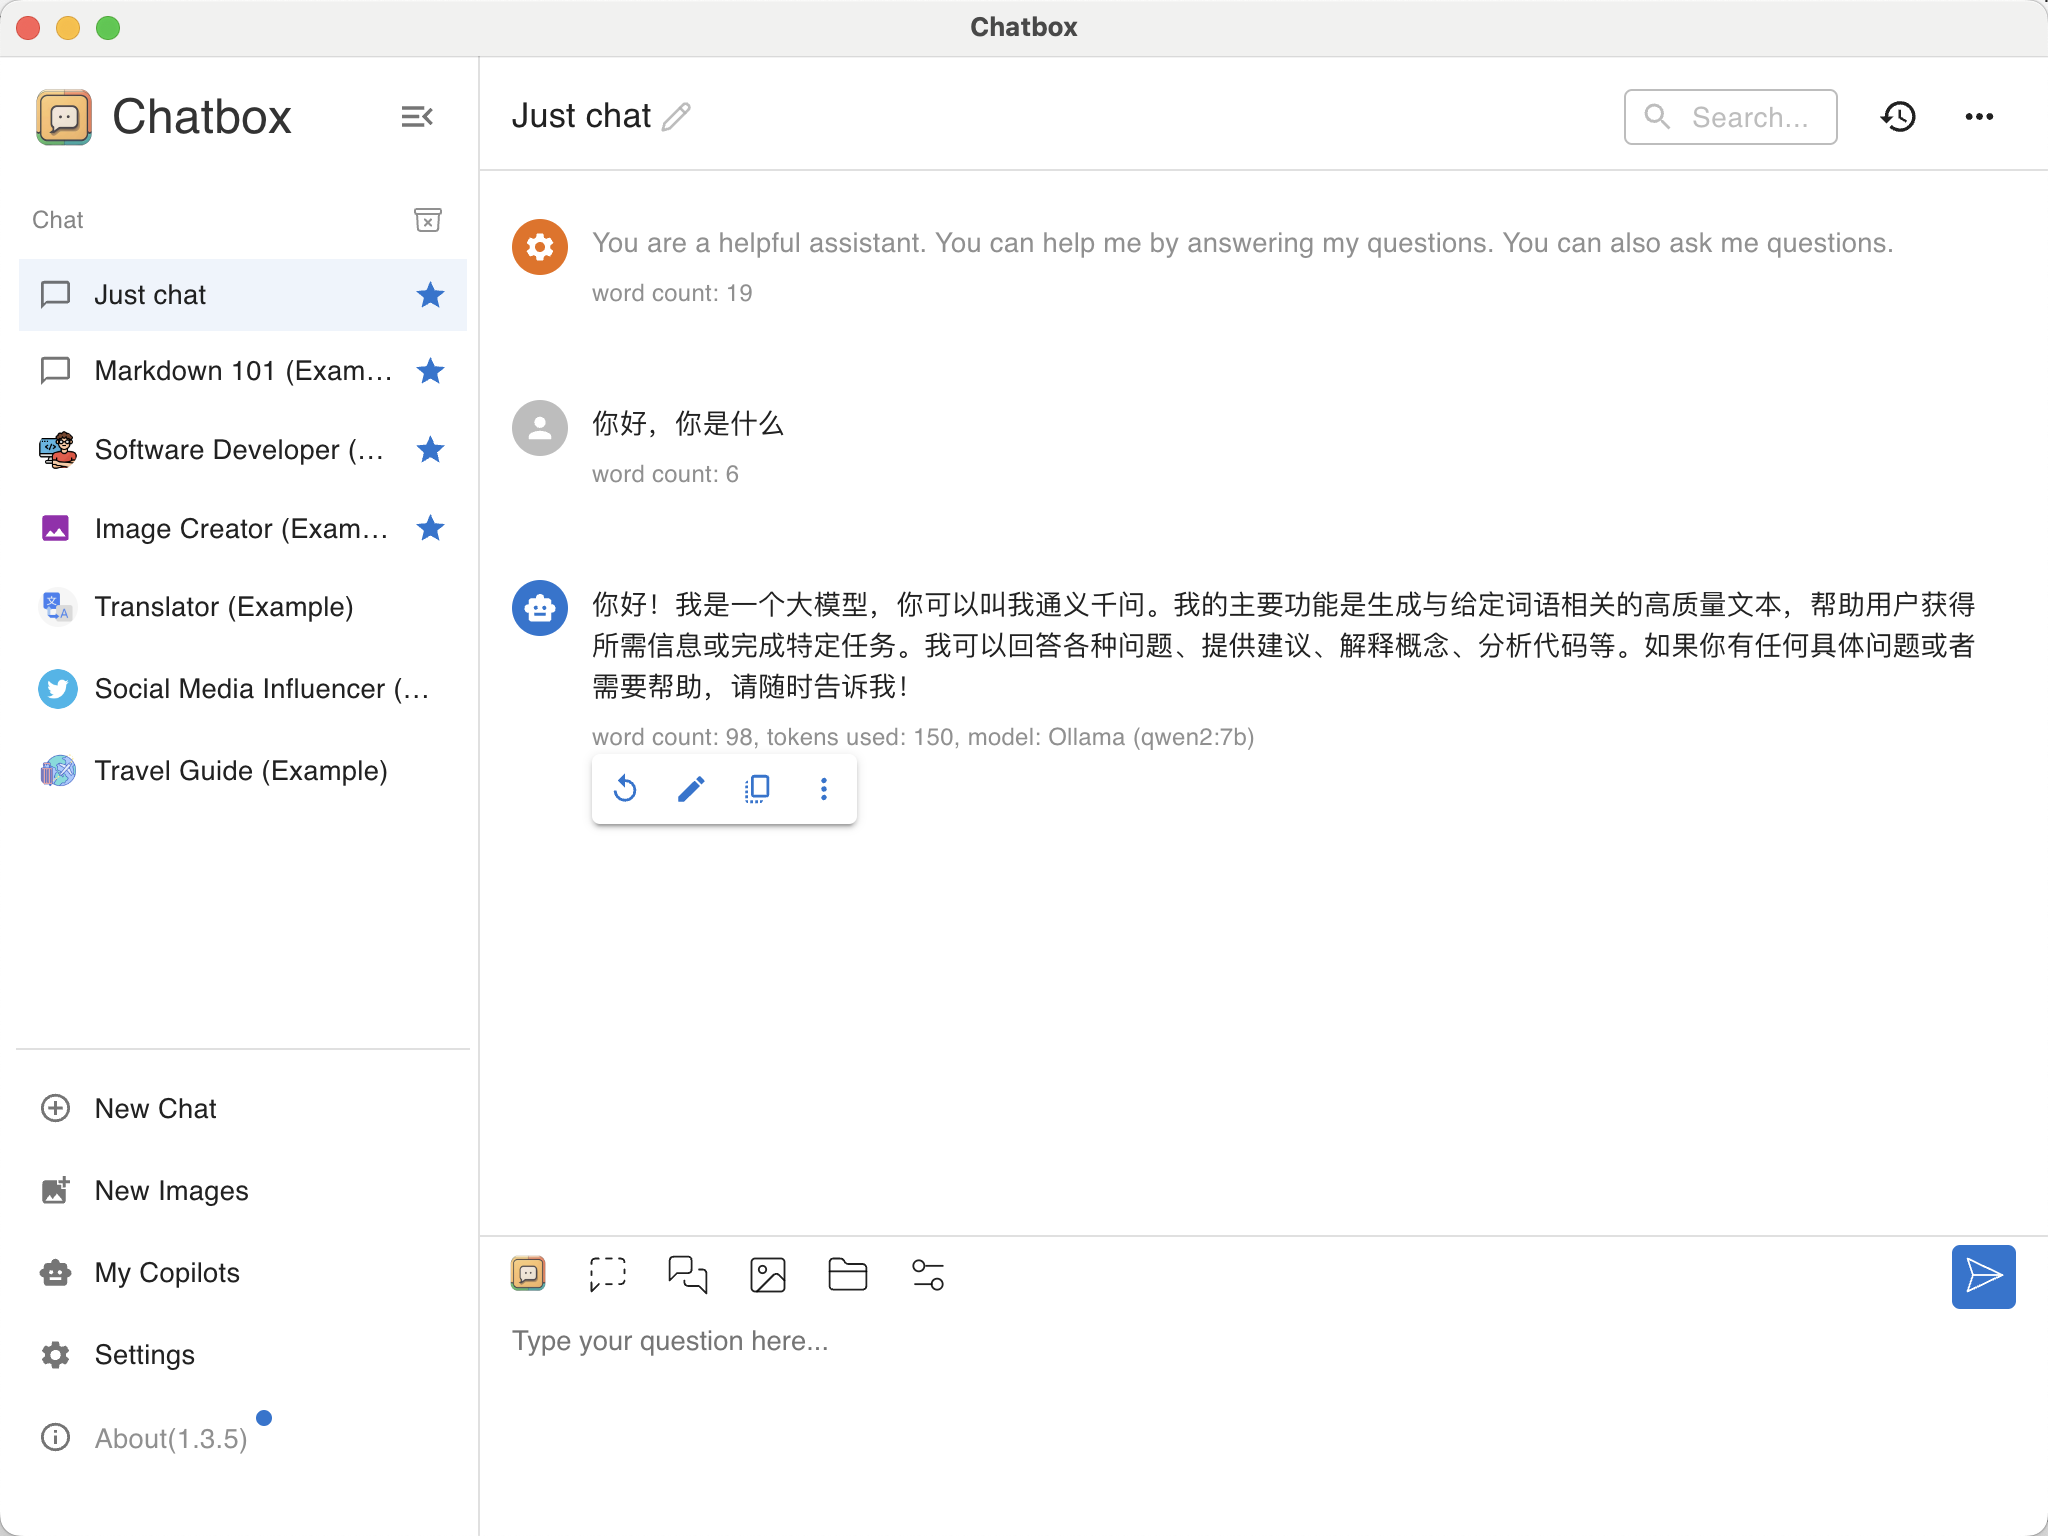 Chatbox
Chatbox
Chat
Just chat
Markdown 101 (Exam...
Software Developer (...
Image Creator (Exam...
Translator (Example)
Social Media Influencer (...
Travel Guide (Example)
New Chat
New Images
My Copilots
Settings
About(1.3.5)
Just chat
Search...
You are a helpful assistant. You can help me by answering my questions. You can also ask me questions.
word count: 19
你好，你是什么
word count: 6
你好！我是一个大模型，你可以叫我通义千问。我的主要功能是生成与给定词语相关的高质量文本，帮助用户获得
所需信息或完成特定任务。我可以回答各种问题、提供建议、解释概念、分析代码等。如果你有任何具体问题或者
需要帮助，请随时告诉我！
word count: 98, tokens used: 150, model: Ollama (qwen2:7b)
Type your question here...